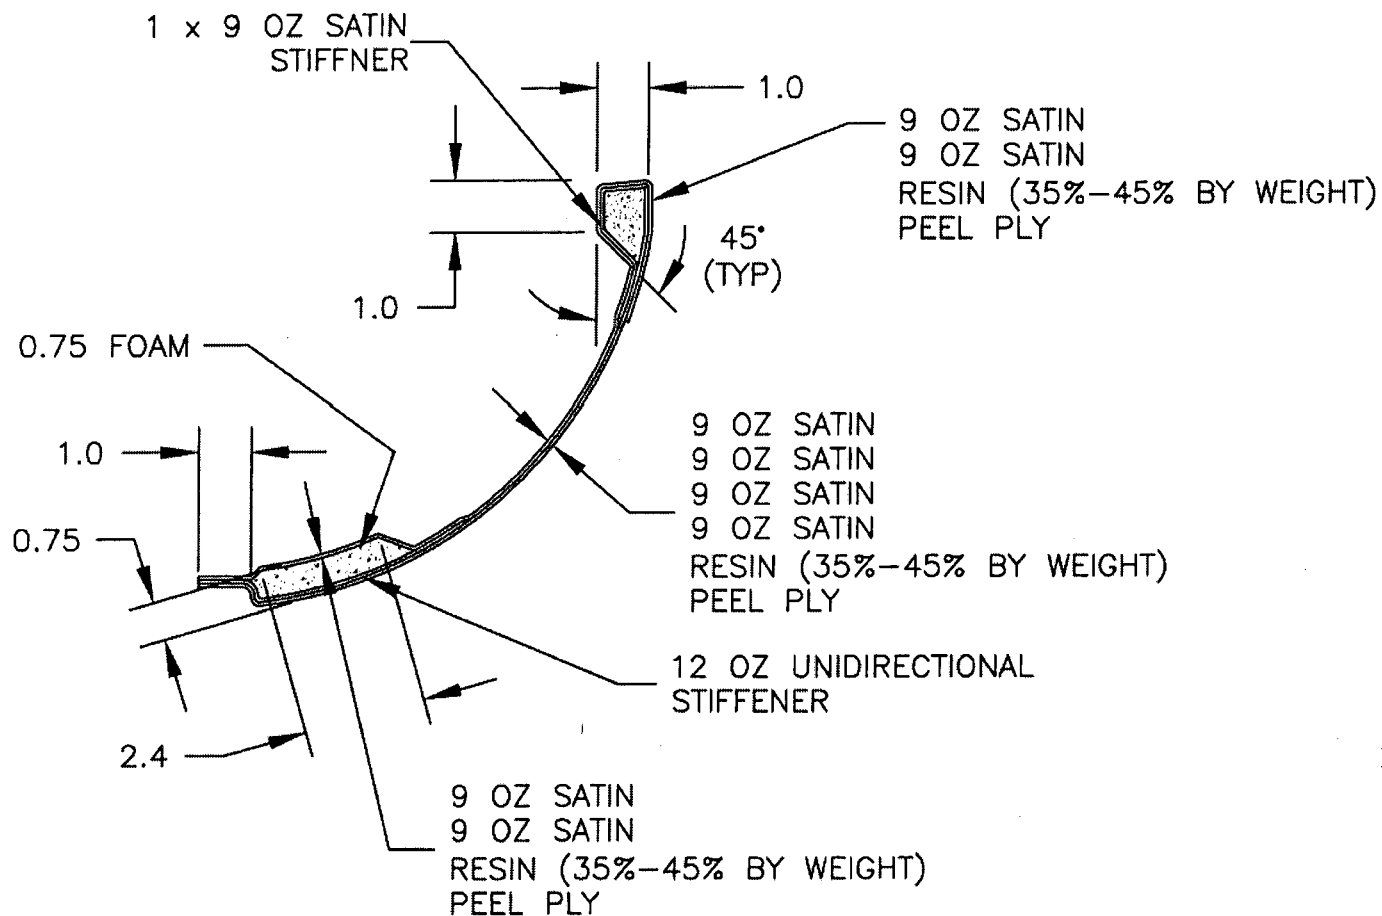 1 x 9 OZ SATIN
STIFFNER
1.0
9 OZ SATIN
9 OZ SATIN
RESIN (35%-45% BY WEIGHT)
PEEL PLY
45°
(TYP)
1.0
0.75 FOAM
1.0
9 OZ SATIN
9 OZ SATIN
9 OZ SATIN
9 OZ SATIN
RESIN (35%-45% BY WEIGHT)
PEEL PLY
0.75
12 OZ UNIDIRECTIONAL
STIFFENER
2.4
9 OZ SATIN
9 OZ SATIN
RESIN (35%-45% BY WEIGHT)
PEEL PLY